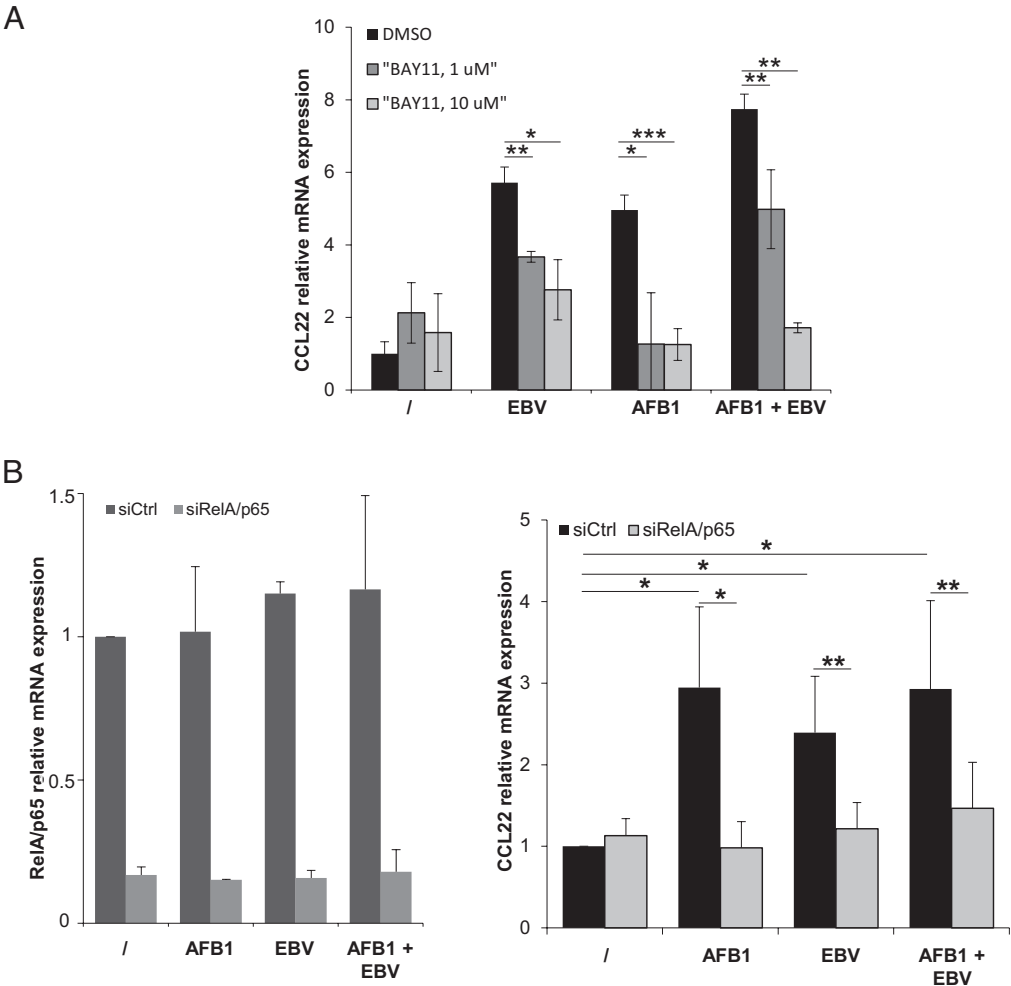 A
CCL22 relative mRNA expression
10
8
6
4
2
0
DMSO
"BAY11, 1 uM"
"BAY11, 10 uM"
*
**
***
*
**
**
/
EBV
AFB1
AFB1 + EBV
B
RelA/p65 relative mRNA expression
1.5
1
0.5
0
siCtrl siRelA/p65
/
AFB1
EBV
AFB1 +
EBV
CCL22 relative mRNA expression
5
4
3
2
1
0
siCtrl siRelA/p65
*
*
*
*
**
**
/
AFB1
EBV
AFB1 +
EBV